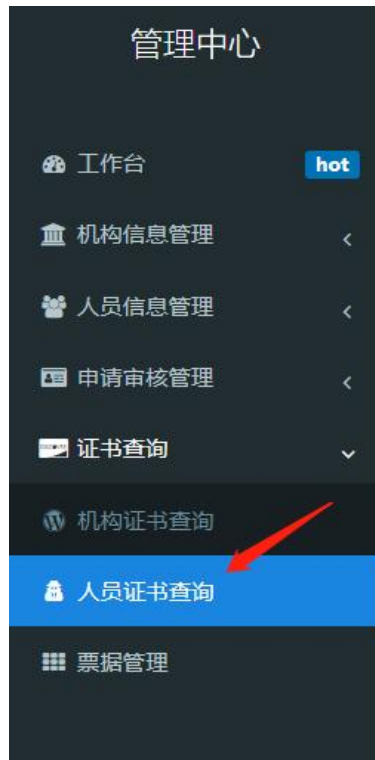 管理中心
工作台 hot
机构信息管理
人员信息管理
申请审核管理
证书查询
机构证书查询
人员证书查询
票据管理